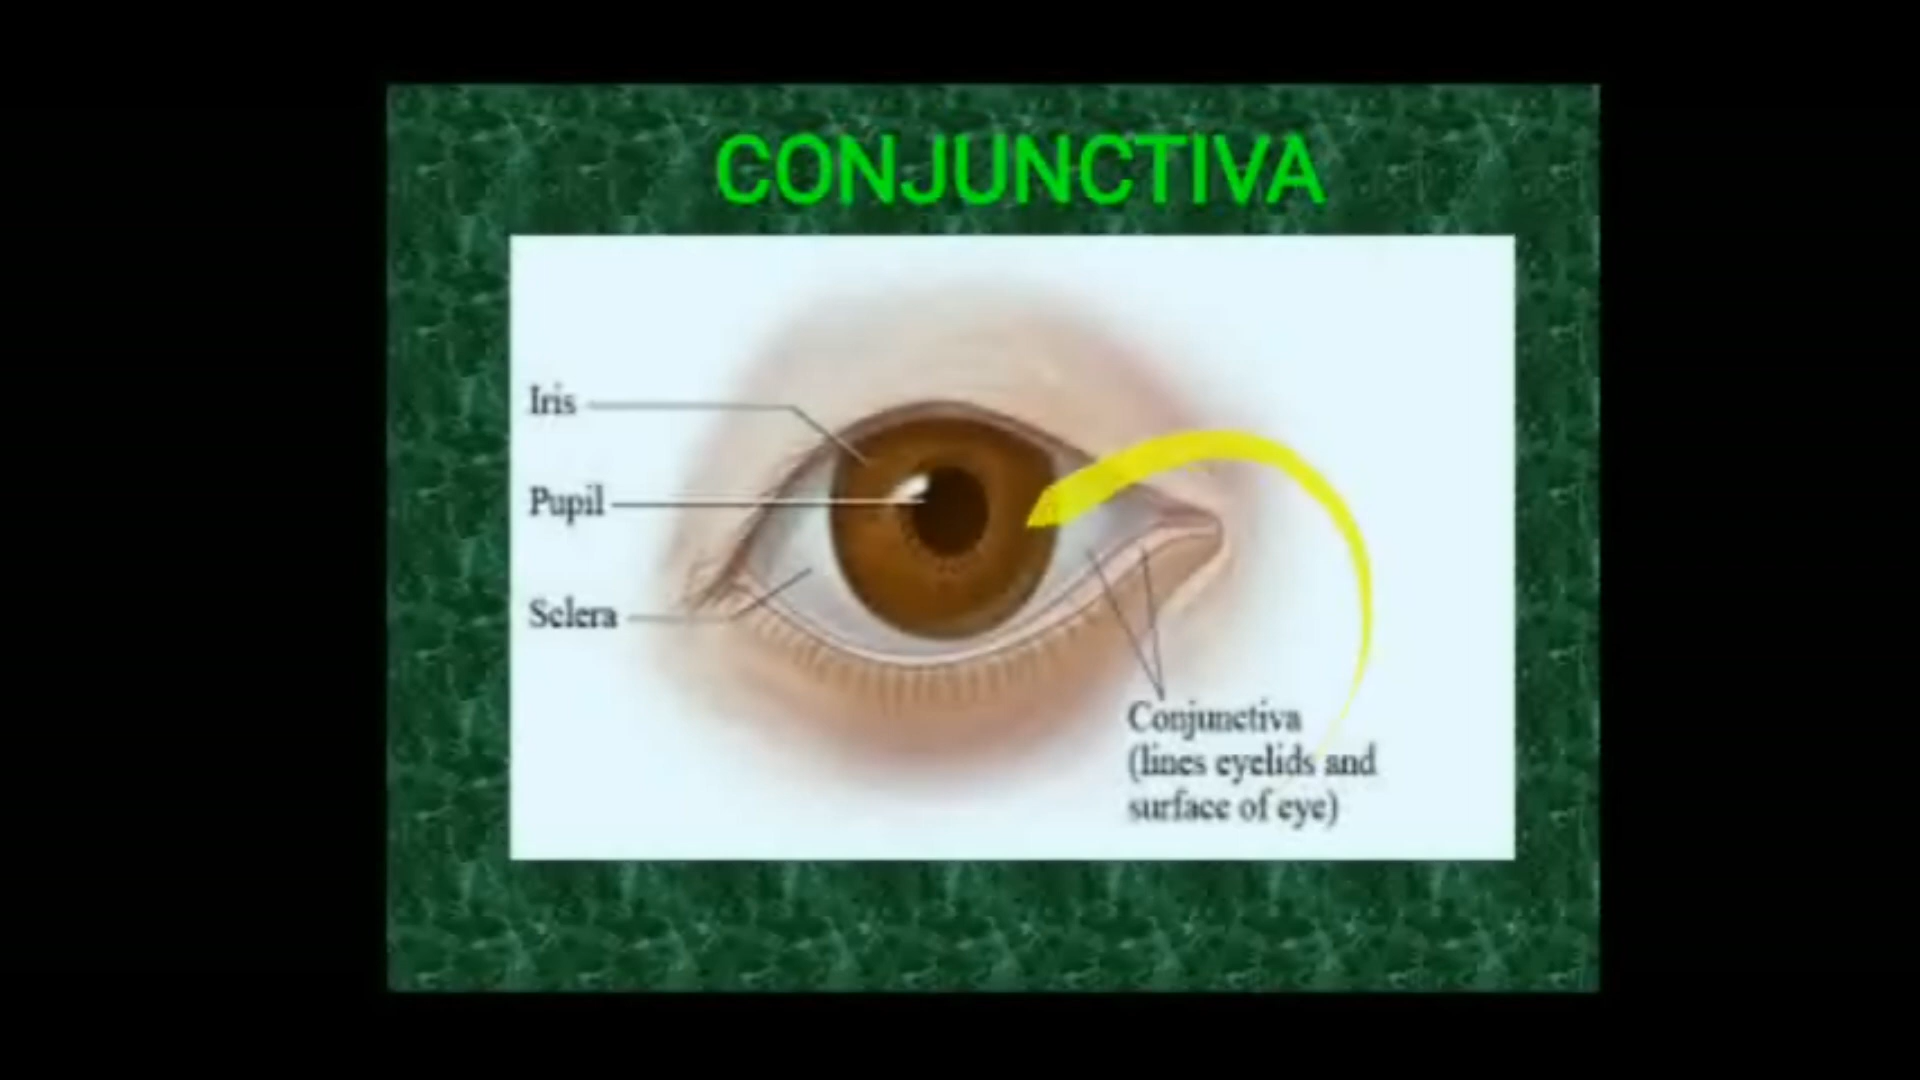 CONJUNCTIVA
Iris
Pupil
Sclera
Conjunctiva
(lines eyelids and
surface of eye)